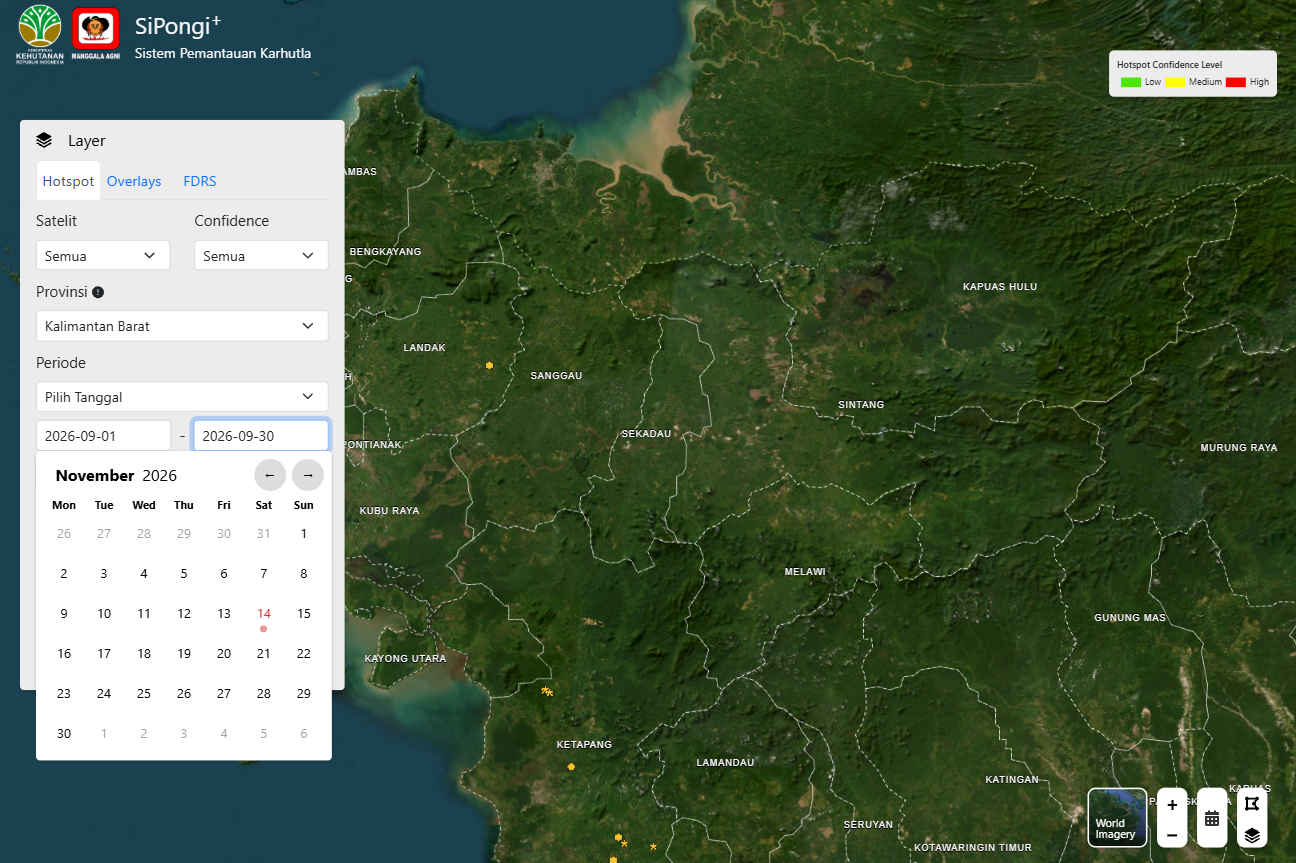 SiPongi+
Sistem Pemantauan Karhutla
KEMENTERIAN
KEHUTANAN
REPUBLIK INDONESIA
MANGGALA AGNI
Hotspot Confidence Level
Low Medium High
Layer
Hotspot Overlays FDRS
Satelit Confidence
Semua Semua
Provinsi
Kalimantan Barat
Periode
Pilih Tanggal
2026-09-01 - 2026-09-30
November 2026 ← →
Mon Tue Wed Thu Fri Sat Sun
26 27 28 29 30 31 1
2 3 4 5 6 7 8
9 10 11 12 13 14 15
16 17 18 19 20 21 22
23 24 25 26 27 28 29
30 1 2 3 4 5 6
AMBAS
BENGKAYANG
G
KAPUAS HULU
LANDAK
H
SANGGAU
SINTANG
SEKADAU
PONTIANAK
MURUNG RAYA
KUBU RAYA
MELAWI
GUNUNG MAS
KAYONG UTARA
KETAPANG
LAMANDAU
KATINGAN
KAPUAS
SERUYAN
KOTAWARINGIN TIMUR
World
Imagery
+
−